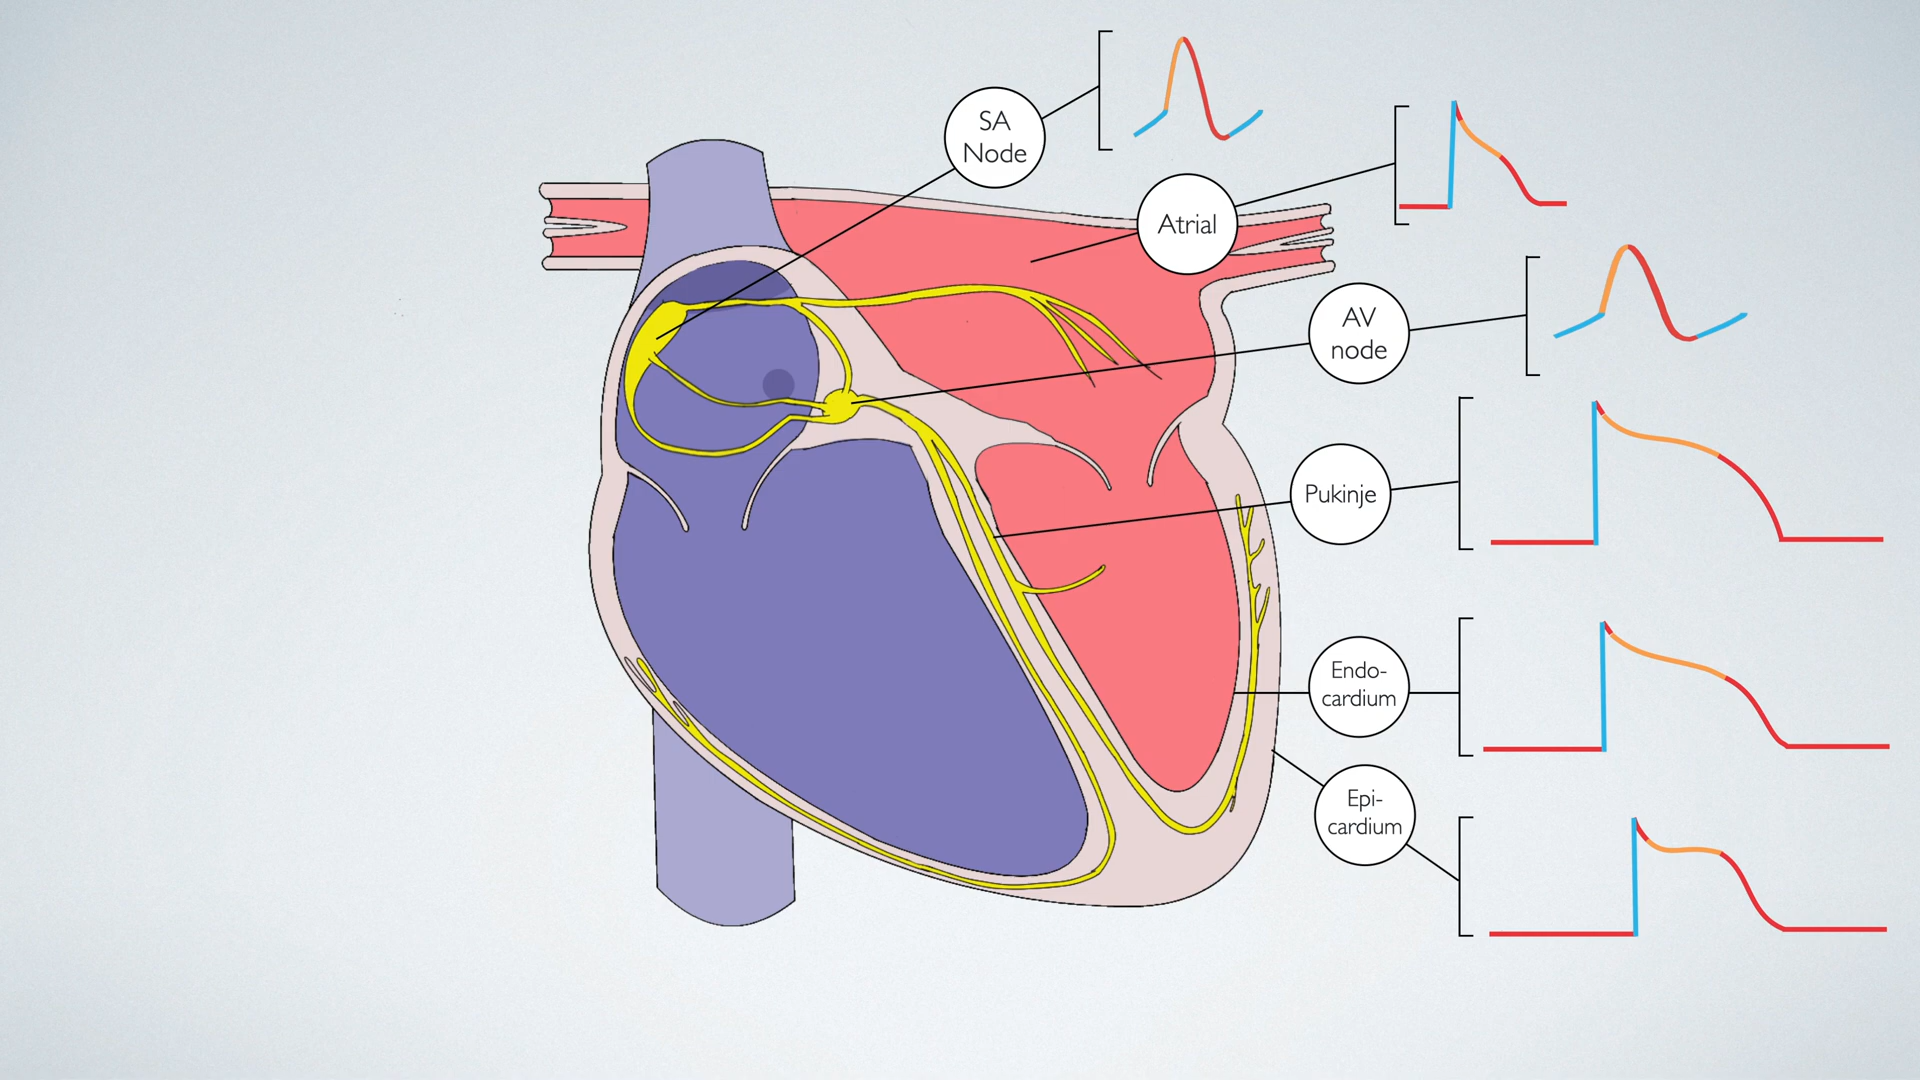 SA
Node
Atrial
AV
node
Pukinje
Endo-
cardium
Epi-
cardium